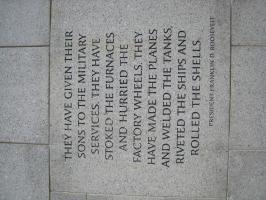 THEY HAVE GIVEN THEIR
SONS TO THE MILITARY
SERVICES. THEY HAVE
STOKED THE FURNACES
AND HURRIED THE
FACTORY WHEELS. THEY
HAVE MADE THE PLANES
AND WELDED THE TANKS,
RIVETED THE SHIPS AND
ROLLED THE SHELLS.
PRESIDENT FRANKLIN D. ROOSEVELT